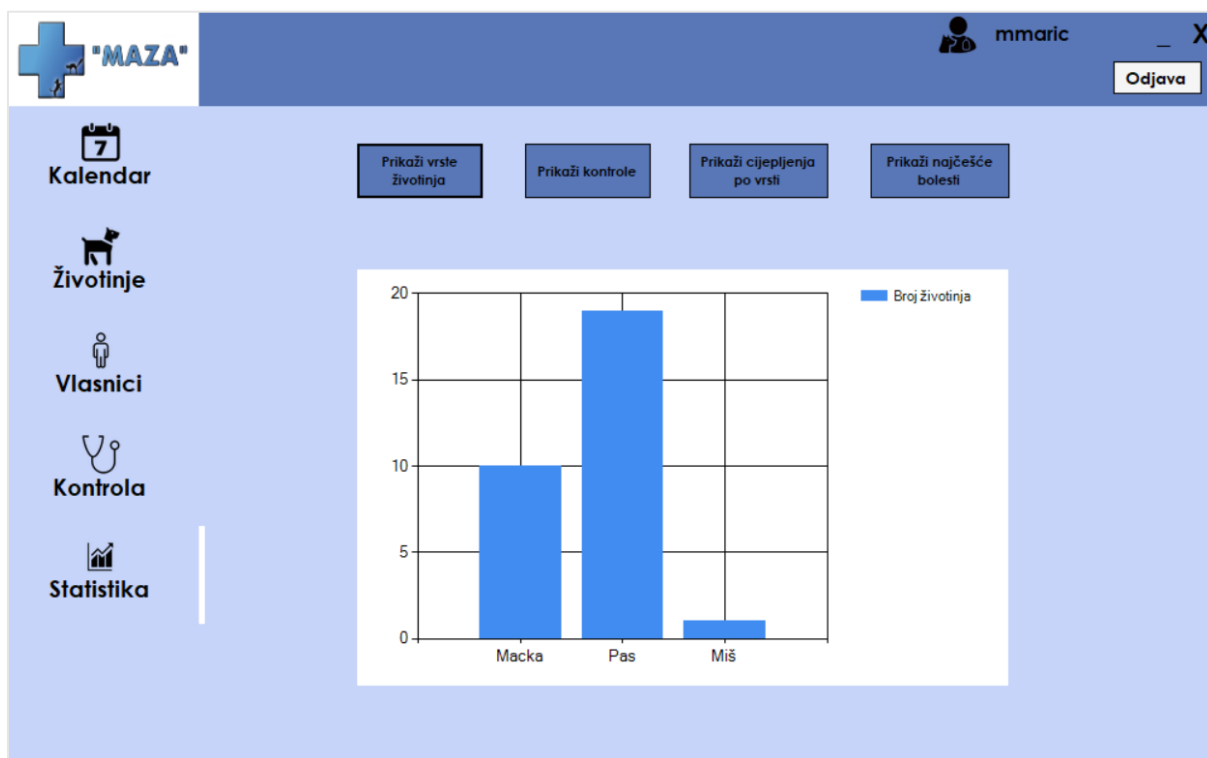 "MAZA"
mmaric
_ X
Odjava
7
Kalendar
Životinje
Vlasnici
Kontrola
Statistika
Prikaži vrste
životinja
Prikaži kontrole
Prikaži cijepljenja
po vrsti
Prikaži najčešće
bolesti
20
15
10
5
0
Macka
Pas
Miš
Broj životinja